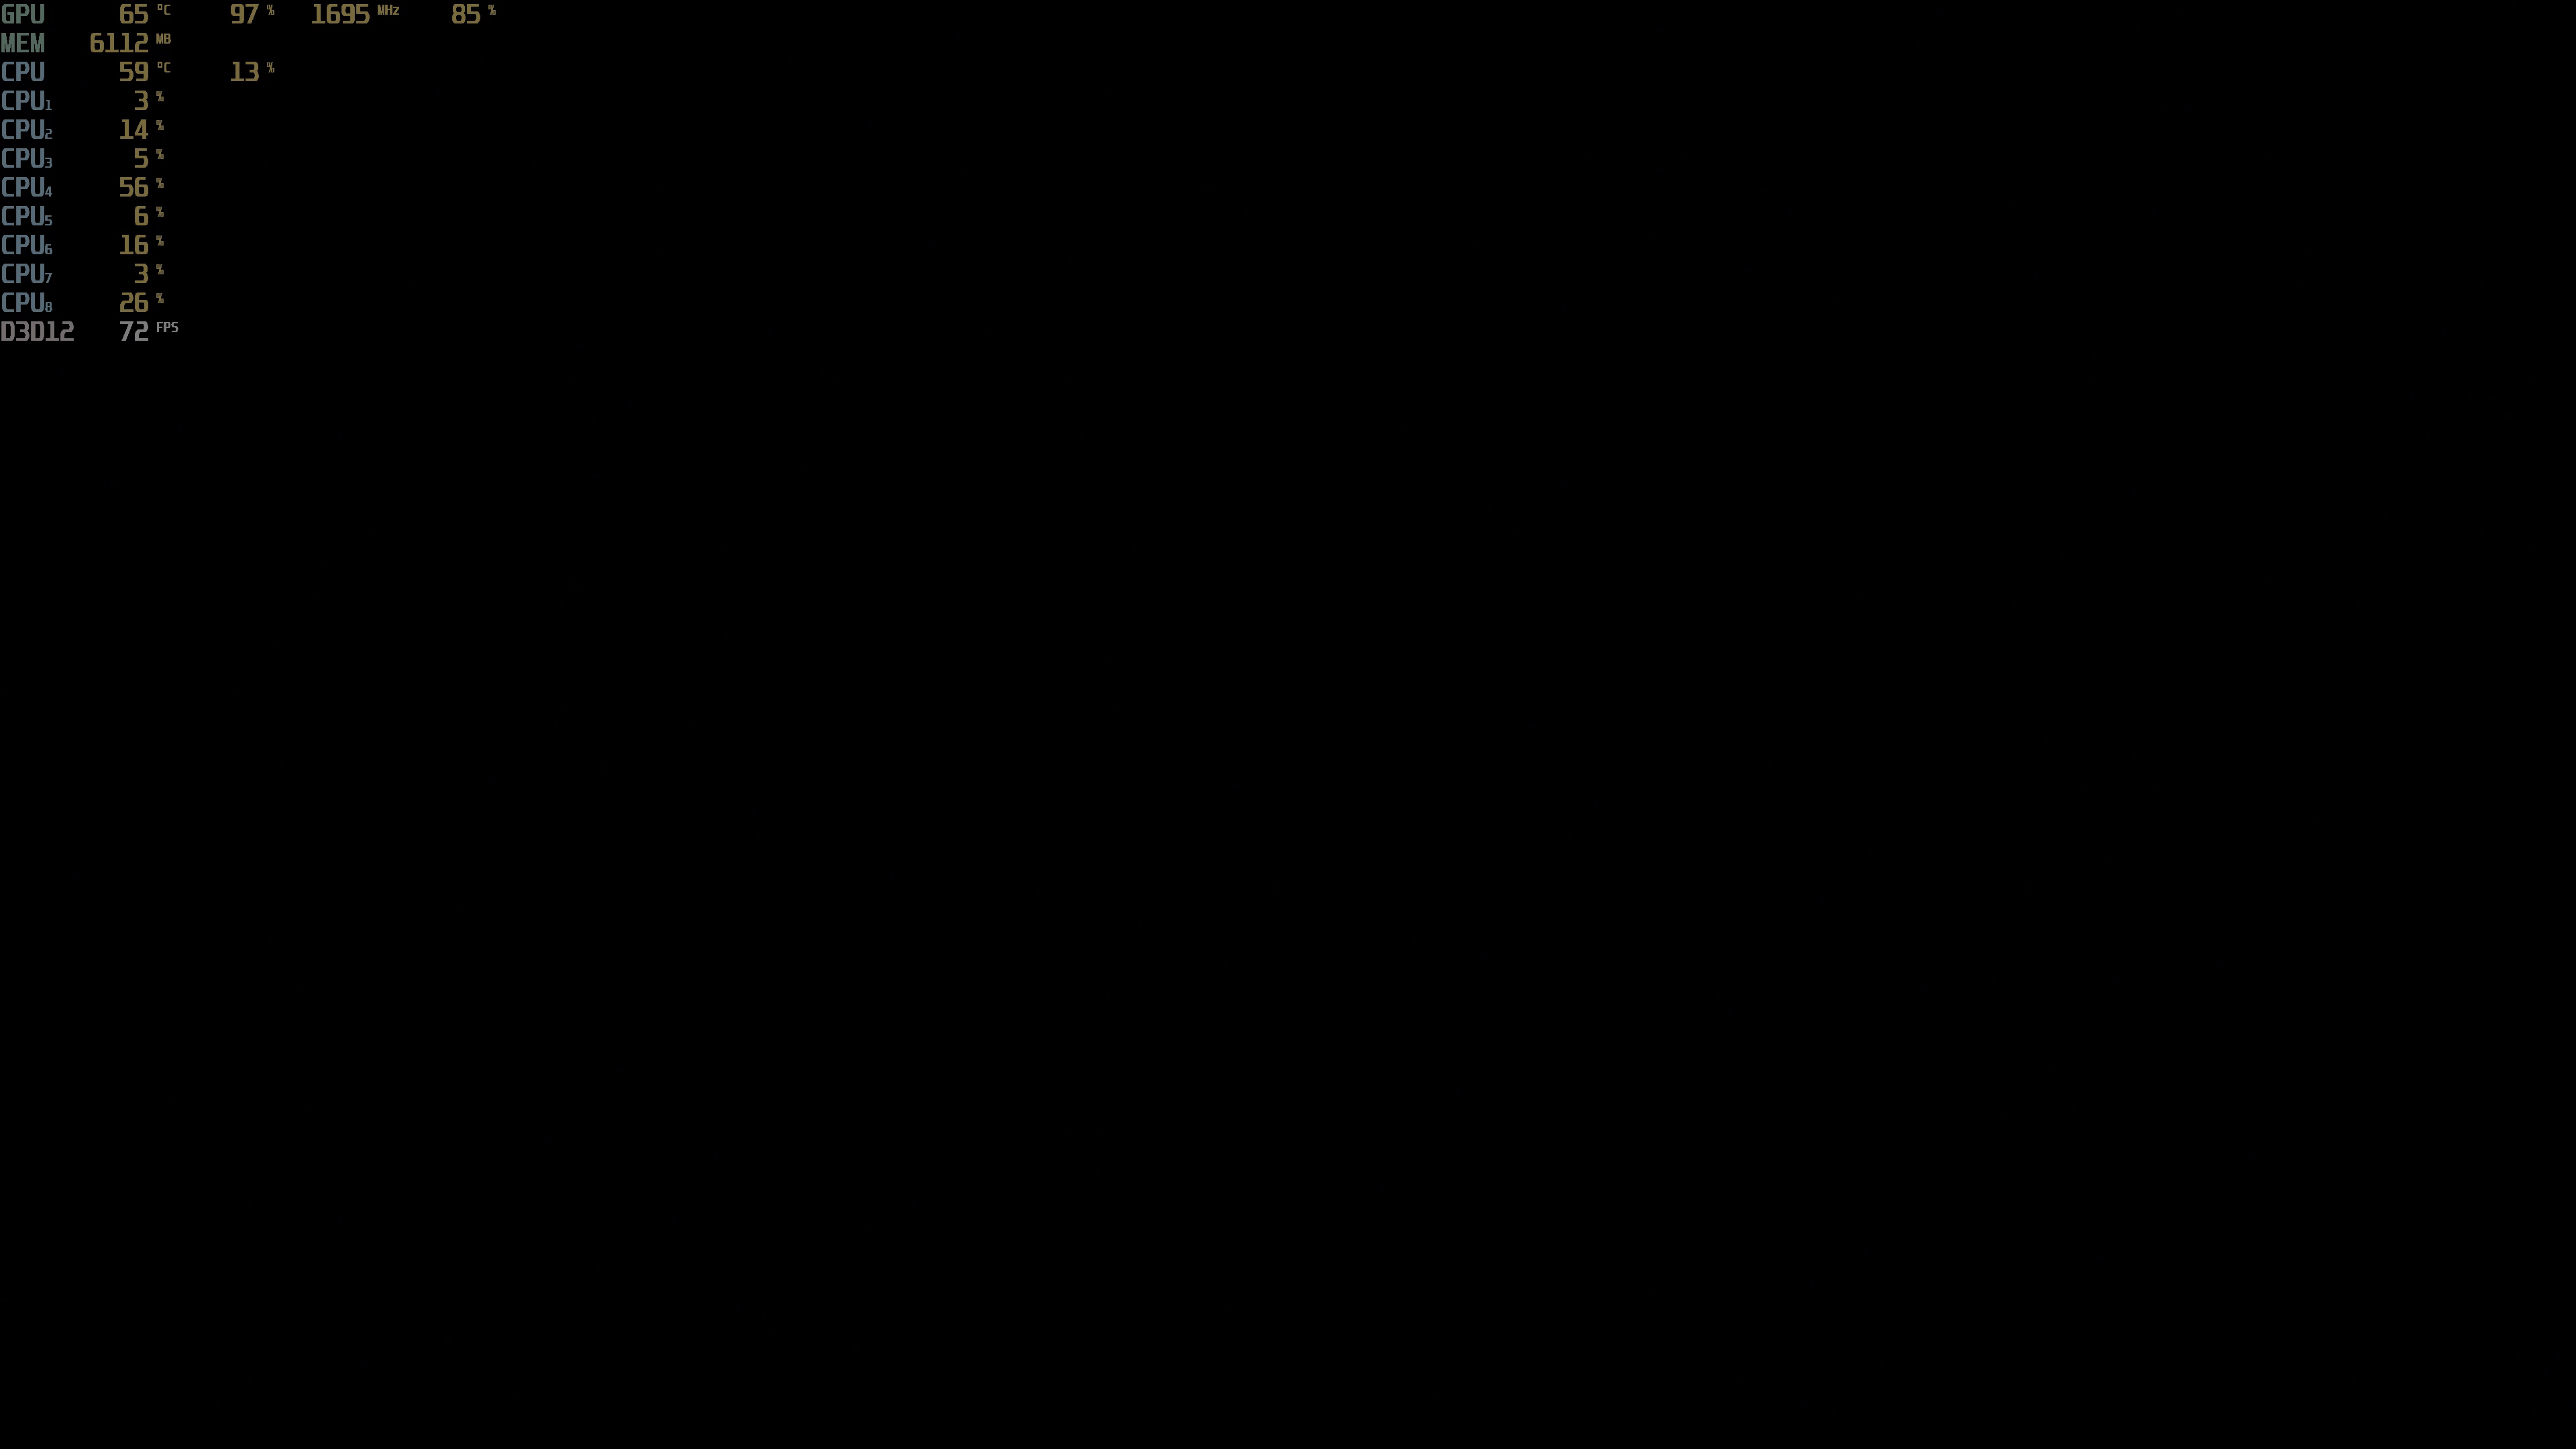 GPU 65 °C 97 % 1695 MHz 85 %
MEM 6112 MB
CPU 59 °C 13 %
CPU1 3 %
CPU2 14 %
CPU3 5 %
CPU4 56 %
CPU5 6 %
CPU6 16 %
CPU7 3 %
CPU8 26 %
D3D12 72 FPS